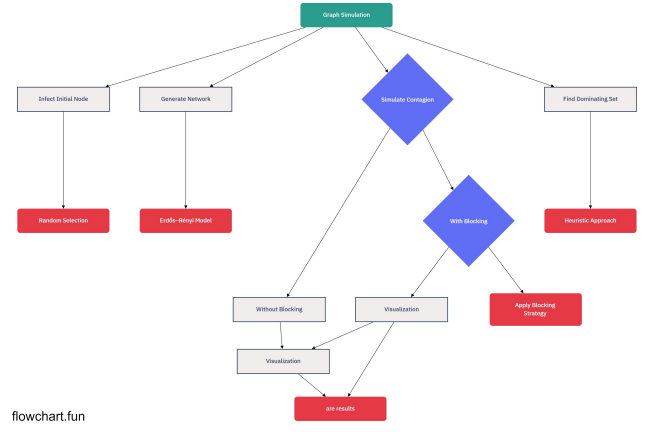 Graph Simulation
Infect Initial Node
Generate Network
Simulate Contagion
Find Dominating Set
Random Selection
Erdős–Rényi Model
With Blocking
Heuristic Approach
Without Blocking
Visualization
Apply Blocking
Strategy
Visualization
are results
flowchart.fun